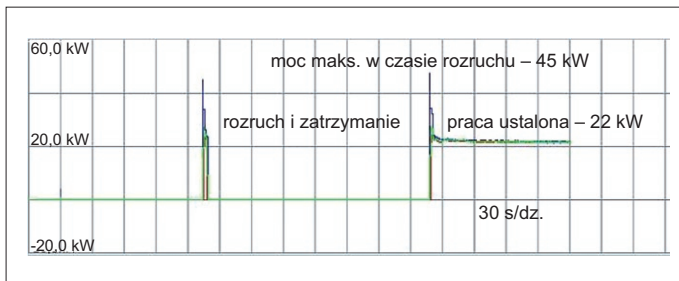 60,0 kW
moc maks. w czasie rozruchu – 45 kW
rozruch i zatrzymanie
praca ustalona – 22 kW
20,0 kW
30 s/dz.
-20,0 kW